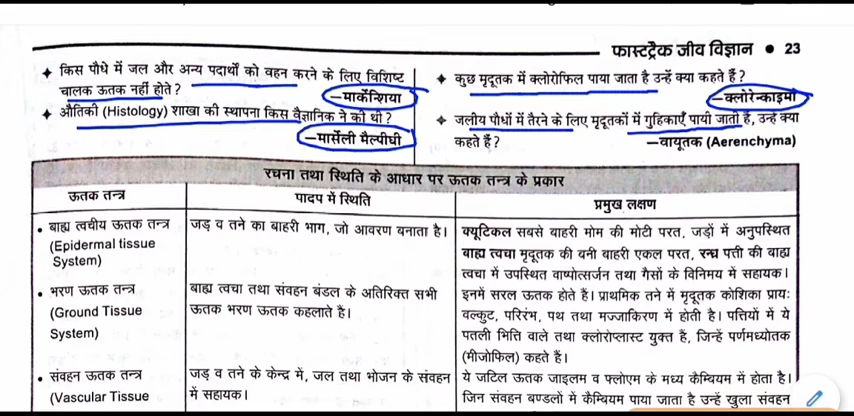 फास्टट्रैक जीव विज्ञान ● 23
✦ किस पौधे में जल और अन्य पदार्थों को वहन करने के लिए विशिष्ट
चालक ऊतक नहीं होते?
—मार्केन्शिया
✦ औतिकी (Histology) शाखा की स्थापना किस वैज्ञानिक ने की थी?
—मार्सेली मैल्पीघी
✦ कुछ मृदूतक में क्लोरोफिल पाया जाता है उन्हें क्या कहते हैं?
—क्लोरेन्काइमा
✦ जलीय पौधों में तैरने के लिए मृदूतकों में गुहिकाएँ पायी जाती हैं, उन्हें क्या
कहते हैं?
—वायूतक (Aerenchyma)
रचना तथा स्थिति के आधार पर ऊतक तन्त्र के प्रकार
ऊतक तन्त्र
पादप में स्थिति
प्रमुख लक्षण
• बाह्य त्वचीय ऊतक तन्त्र
(Epidermal tissue
System)
जड़ व तने का बाहरी भाग, जो आवरण बनाता है।
क्यूटिकल सबसे बाहरी मोम की मोटी परत, जड़ों में अनुपस्थित
बाह्य त्वचा मृदूतक की बनी बाहरी एकल परत, रन्ध्र पत्ती की बाह्य
त्वचा में उपस्थित वाष्पोत्सर्जन तथा गैसों के विनिमय में सहायक।
• भरण ऊतक तन्त्र
(Ground Tissue
System)
बाह्य त्वचा तथा संवहन बंडल के अतिरिक्त सभी
ऊतक भरण ऊतक कहलाते हैं।
इनमें सरल ऊतक होते हैं। प्राथमिक तने में मृदूतक कोशिका प्रायः
वल्कुट, परिरंभ, पथ तथा मज्जाकिरण में होती है। पत्तियों में ये
पतली भित्ति वाले तथा क्लोरोप्लास्ट युक्त हैं, जिन्हें पर्णमध्योतक
(मीजोफिल) कहते हैं।
• संवहन ऊतक तन्त्र
(Vascular Tissue
जड़ व तने के केन्द्र में, जल तथा भोजन के संवहन
में सहायक।
ये जटिल ऊतक जाइलम व फ्लोएम के मध्य कैम्बियम में होता है।
जिन संवहन बण्डलों में कैम्बियम पाया जाता है उन्हें खुला संवहन